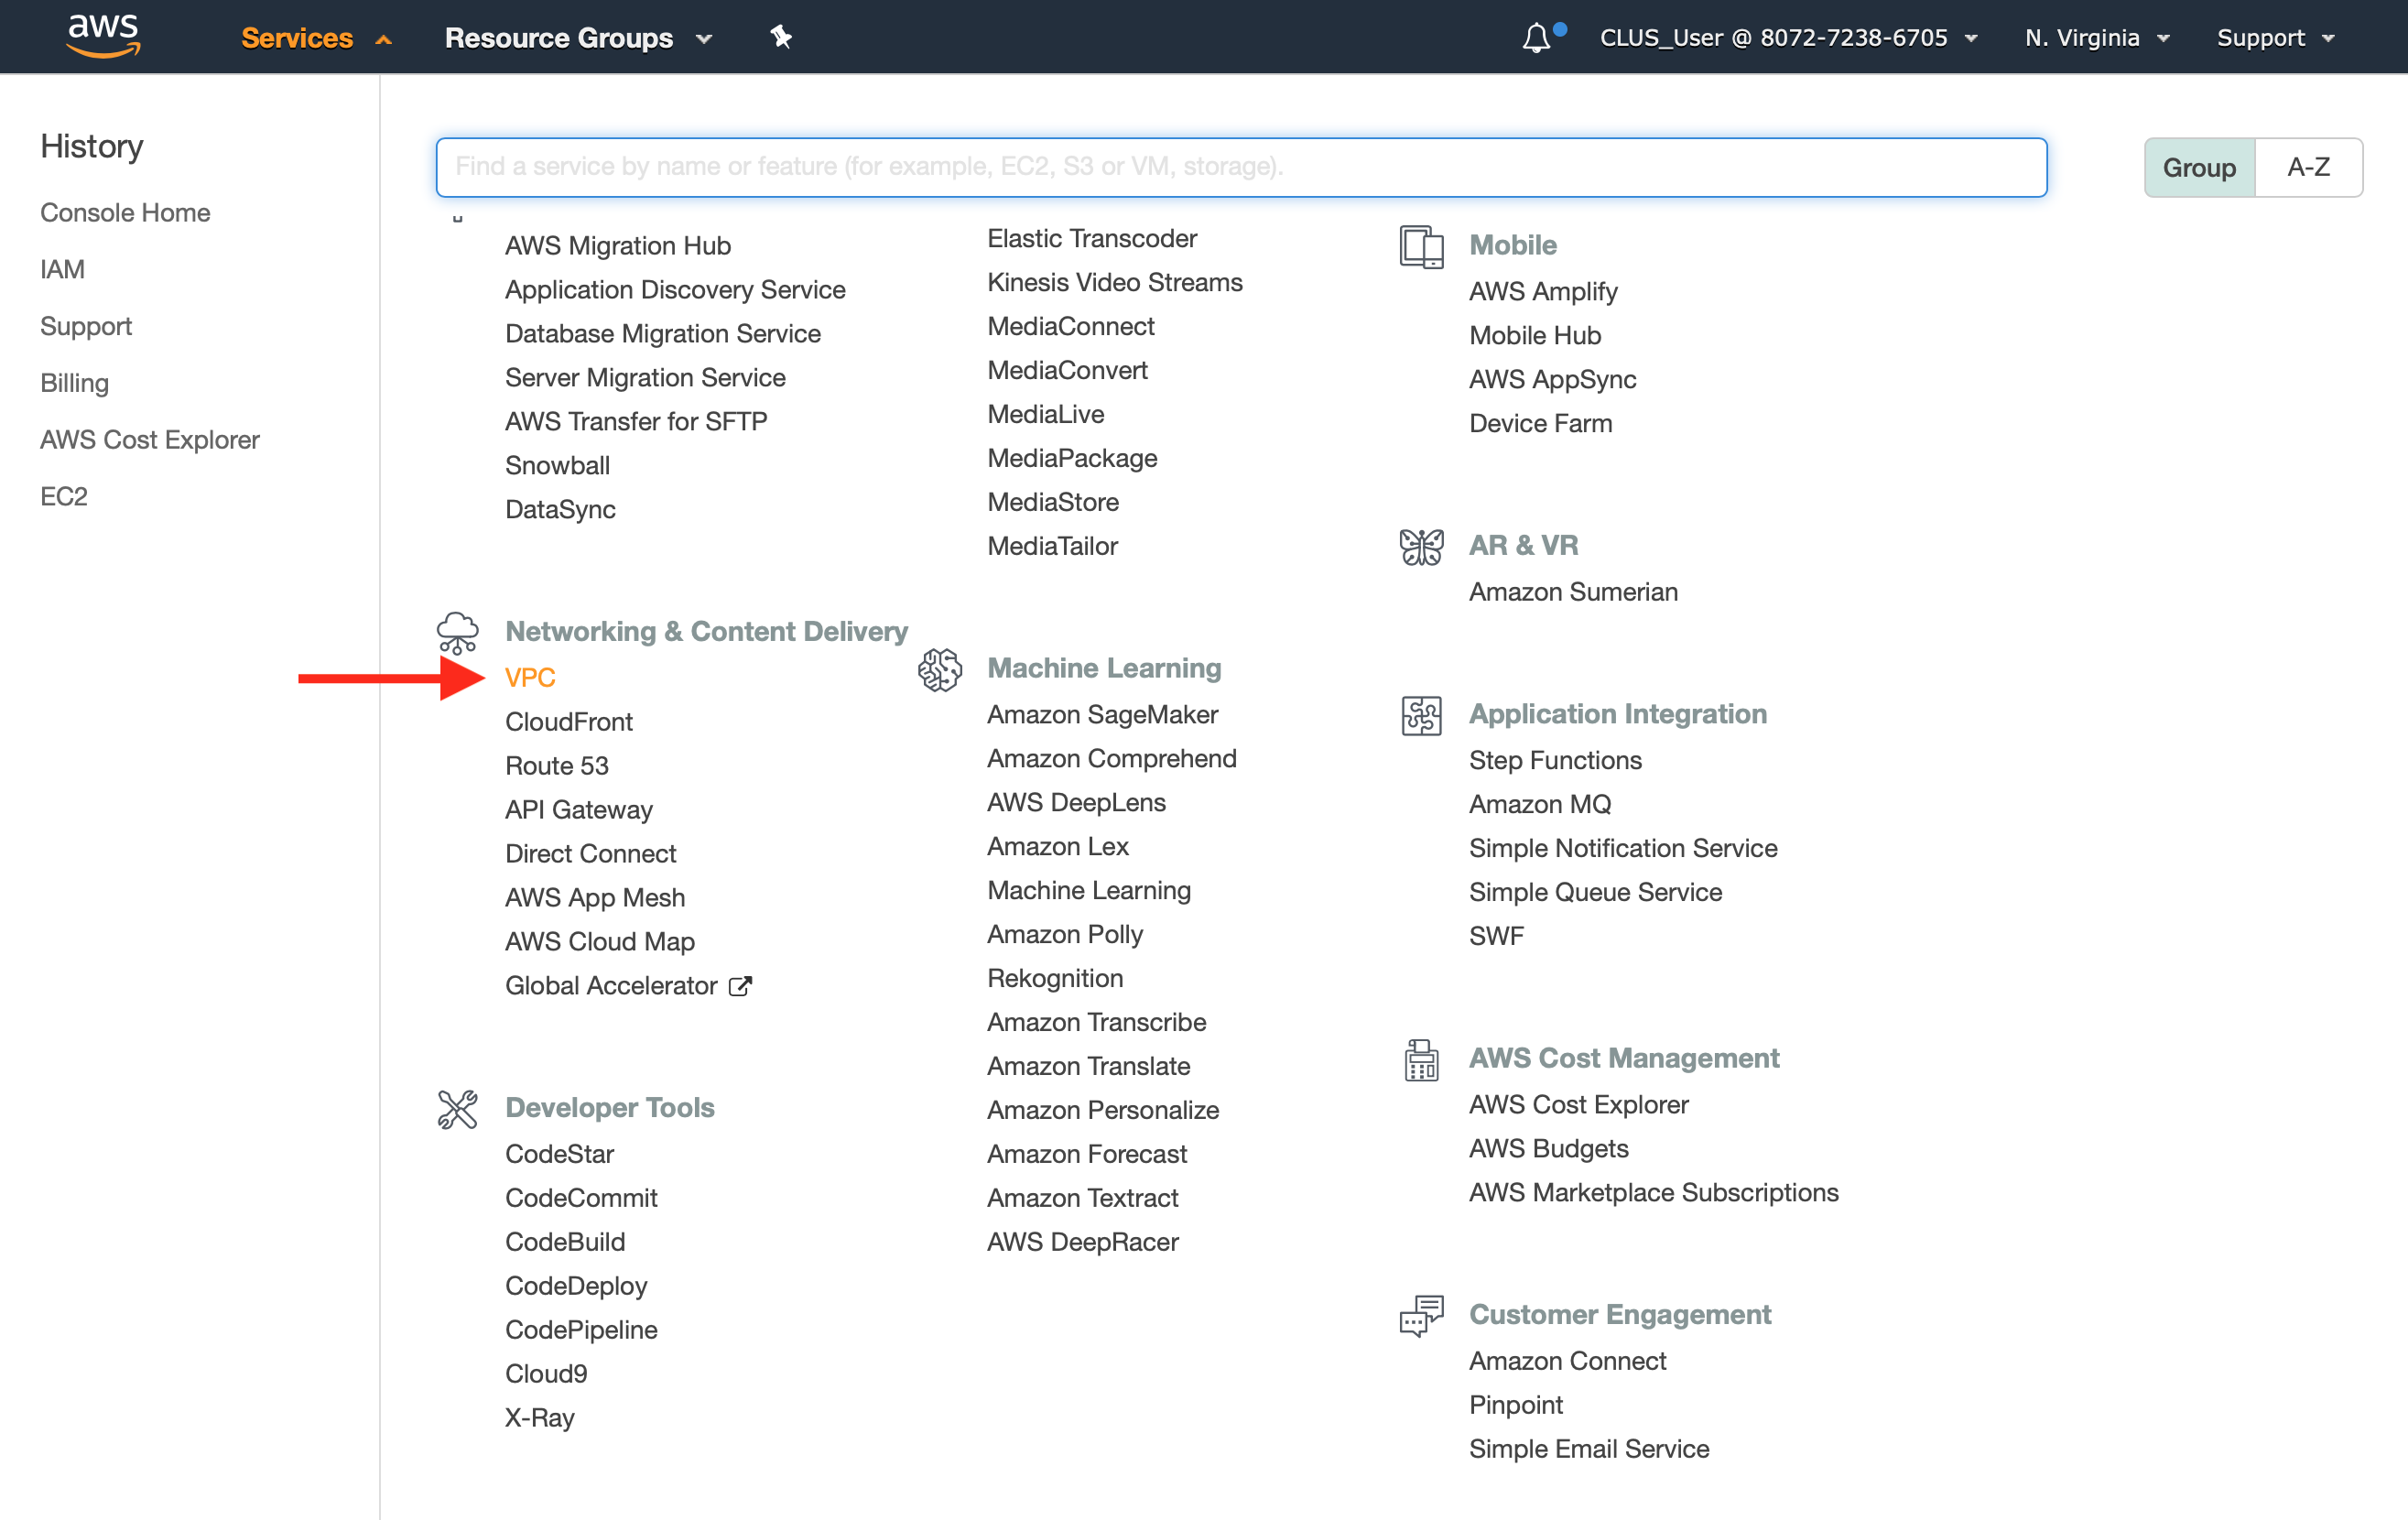 aws
Services
Resource Groups
CLUS_User @ 8072-7238-6705
N. Virginia
Support
History
Console Home
IAM
Support
Billing
AWS Cost Explorer
EC2
Find a service by name or feature (for example, EC2, S3 or VM, storage).
Group
A-Z
AWS Migration Hub
Application Discovery Service
Database Migration Service
Server Migration Service
AWS Transfer for SFTP
Snowball
DataSync
Networking & Content Delivery
VPC
CloudFront
Route 53
API Gateway
Direct Connect
AWS App Mesh
AWS Cloud Map
Global Accelerator
Developer Tools
CodeStar
CodeCommit
CodeBuild
CodeDeploy
CodePipeline
Cloud9
X-Ray
Elastic Transcoder
Kinesis Video Streams
MediaConnect
MediaConvert
MediaLive
MediaPackage
MediaStore
MediaTailor
Machine Learning
Amazon SageMaker
Amazon Comprehend
AWS DeepLens
Amazon Lex
Machine Learning
Amazon Polly
Rekognition
Amazon Transcribe
Amazon Translate
Amazon Personalize
Amazon Forecast
Amazon Textract
AWS DeepRacer
Mobile
AWS Amplify
Mobile Hub
AWS AppSync
Device Farm
AR & VR
Amazon Sumerian
Application Integration
Step Functions
Amazon MQ
Simple Notification Service
Simple Queue Service
SWF
AWS Cost Management
AWS Cost Explorer
AWS Budgets
AWS Marketplace Subscriptions
Customer Engagement
Amazon Connect
Pinpoint
Simple Email Service